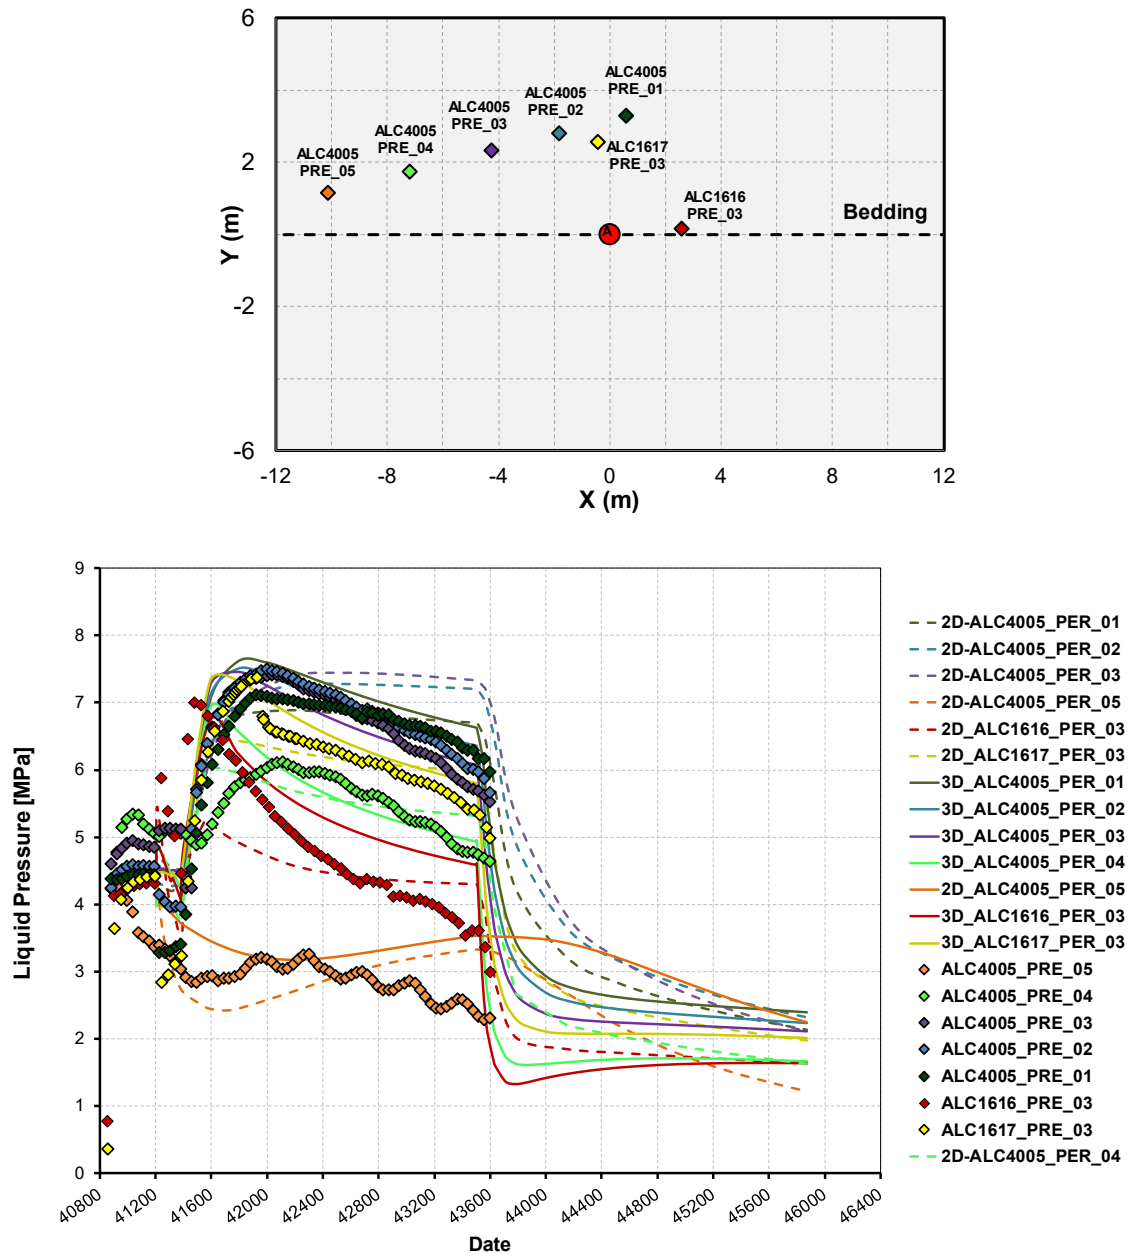 6
2
-2
-6
Y (m)
ALC4005
PRE_01
ALC4005
PRE_02
ALC4005
PRE_03
ALC4005
PRE_04
ALC4005
PRE_05
ALC1617
PRE_03
ALC1616
PRE_03
Bedding
A
-12
-8
-4
0
4
8
12
X (m)
9
8
7
6
5
4
3
2
1
0
Liquid Pressure [MPa]
40800
41200
41600
42000
42400
42800
43200
43600
44000
44400
44800
45200
45600
46000
46400
Date
2D-ALC4005_PER_01
2D-ALC4005_PER_02
2D-ALC4005_PER_03
2D-ALC4005_PER_05
2D_ALC1616_PER_03
2D_ALC1617_PER_03
3D_ALC4005_PER_01
3D_ALC4005_PER_02
3D_ALC4005_PER_03
3D_ALC4005_PER_04
2D_ALC4005_PER_05
3D_ALC1616_PER_03
3D_ALC1617_PER_03
ALC4005_PRE_05
ALC4005_PRE_04
ALC4005_PRE_03
ALC4005_PRE_02
ALC4005_PRE_01
ALC1616_PRE_03
ALC1617_PRE_03
2D-ALC4005_PER_04